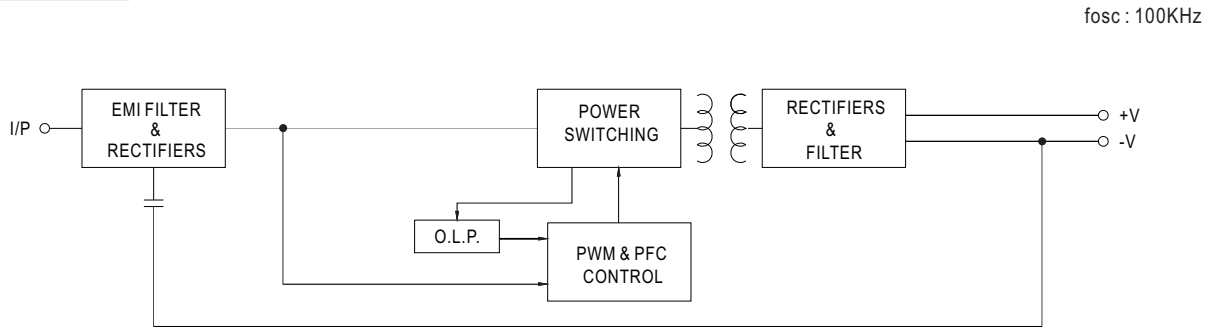 fosc : 100KHz
EMI FILTER
&
RECTIFIERS
I/P
POWER
SWITCHING
RECTIFIERS
&
FILTER
+V
-V
O.L.P.
PWM & PFC
CONTROL